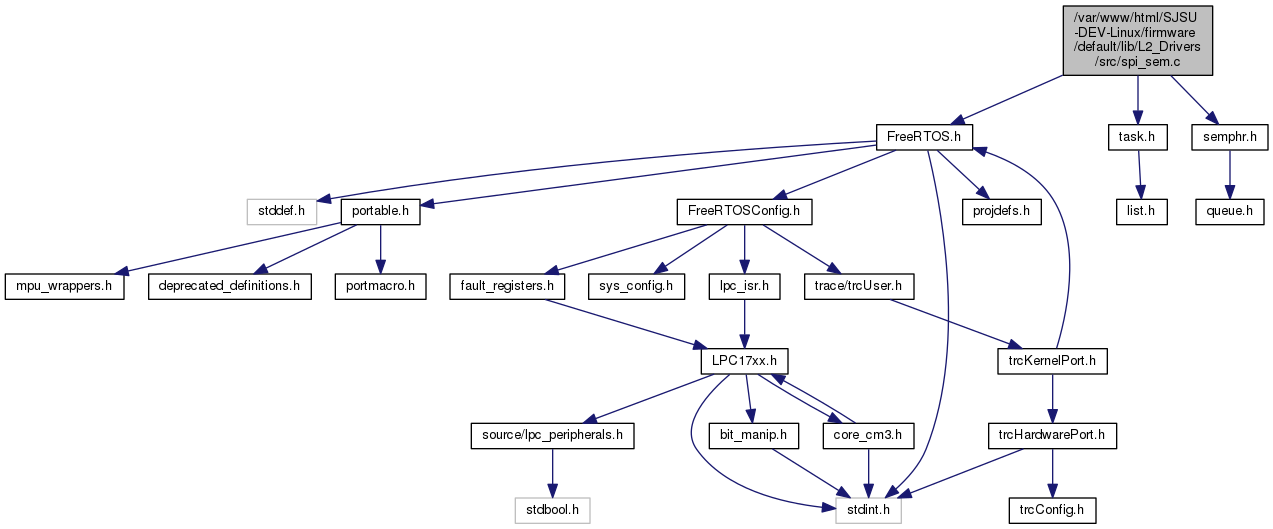 /var/www/html/SJSU
-DEV-Linux/firmware
/default/lib/L2_Drivers
/src/spi_sem.c
FreeRTOS.h
task.h
semphr.h
stddef.h
portable.h
FreeRTOSConfig.h
projdefs.h
list.h
queue.h
mpu_wrappers.h
deprecated_definitions.h
portmacro.h
fault_registers.h
sys_config.h
lpc_isr.h
trace/trcUser.h
LPC17xx.h
trcKernelPort.h
source/lpc_peripherals.h
bit_manip.h
core_cm3.h
trcHardwarePort.h
stdbool.h
stdint.h
trcConfig.h